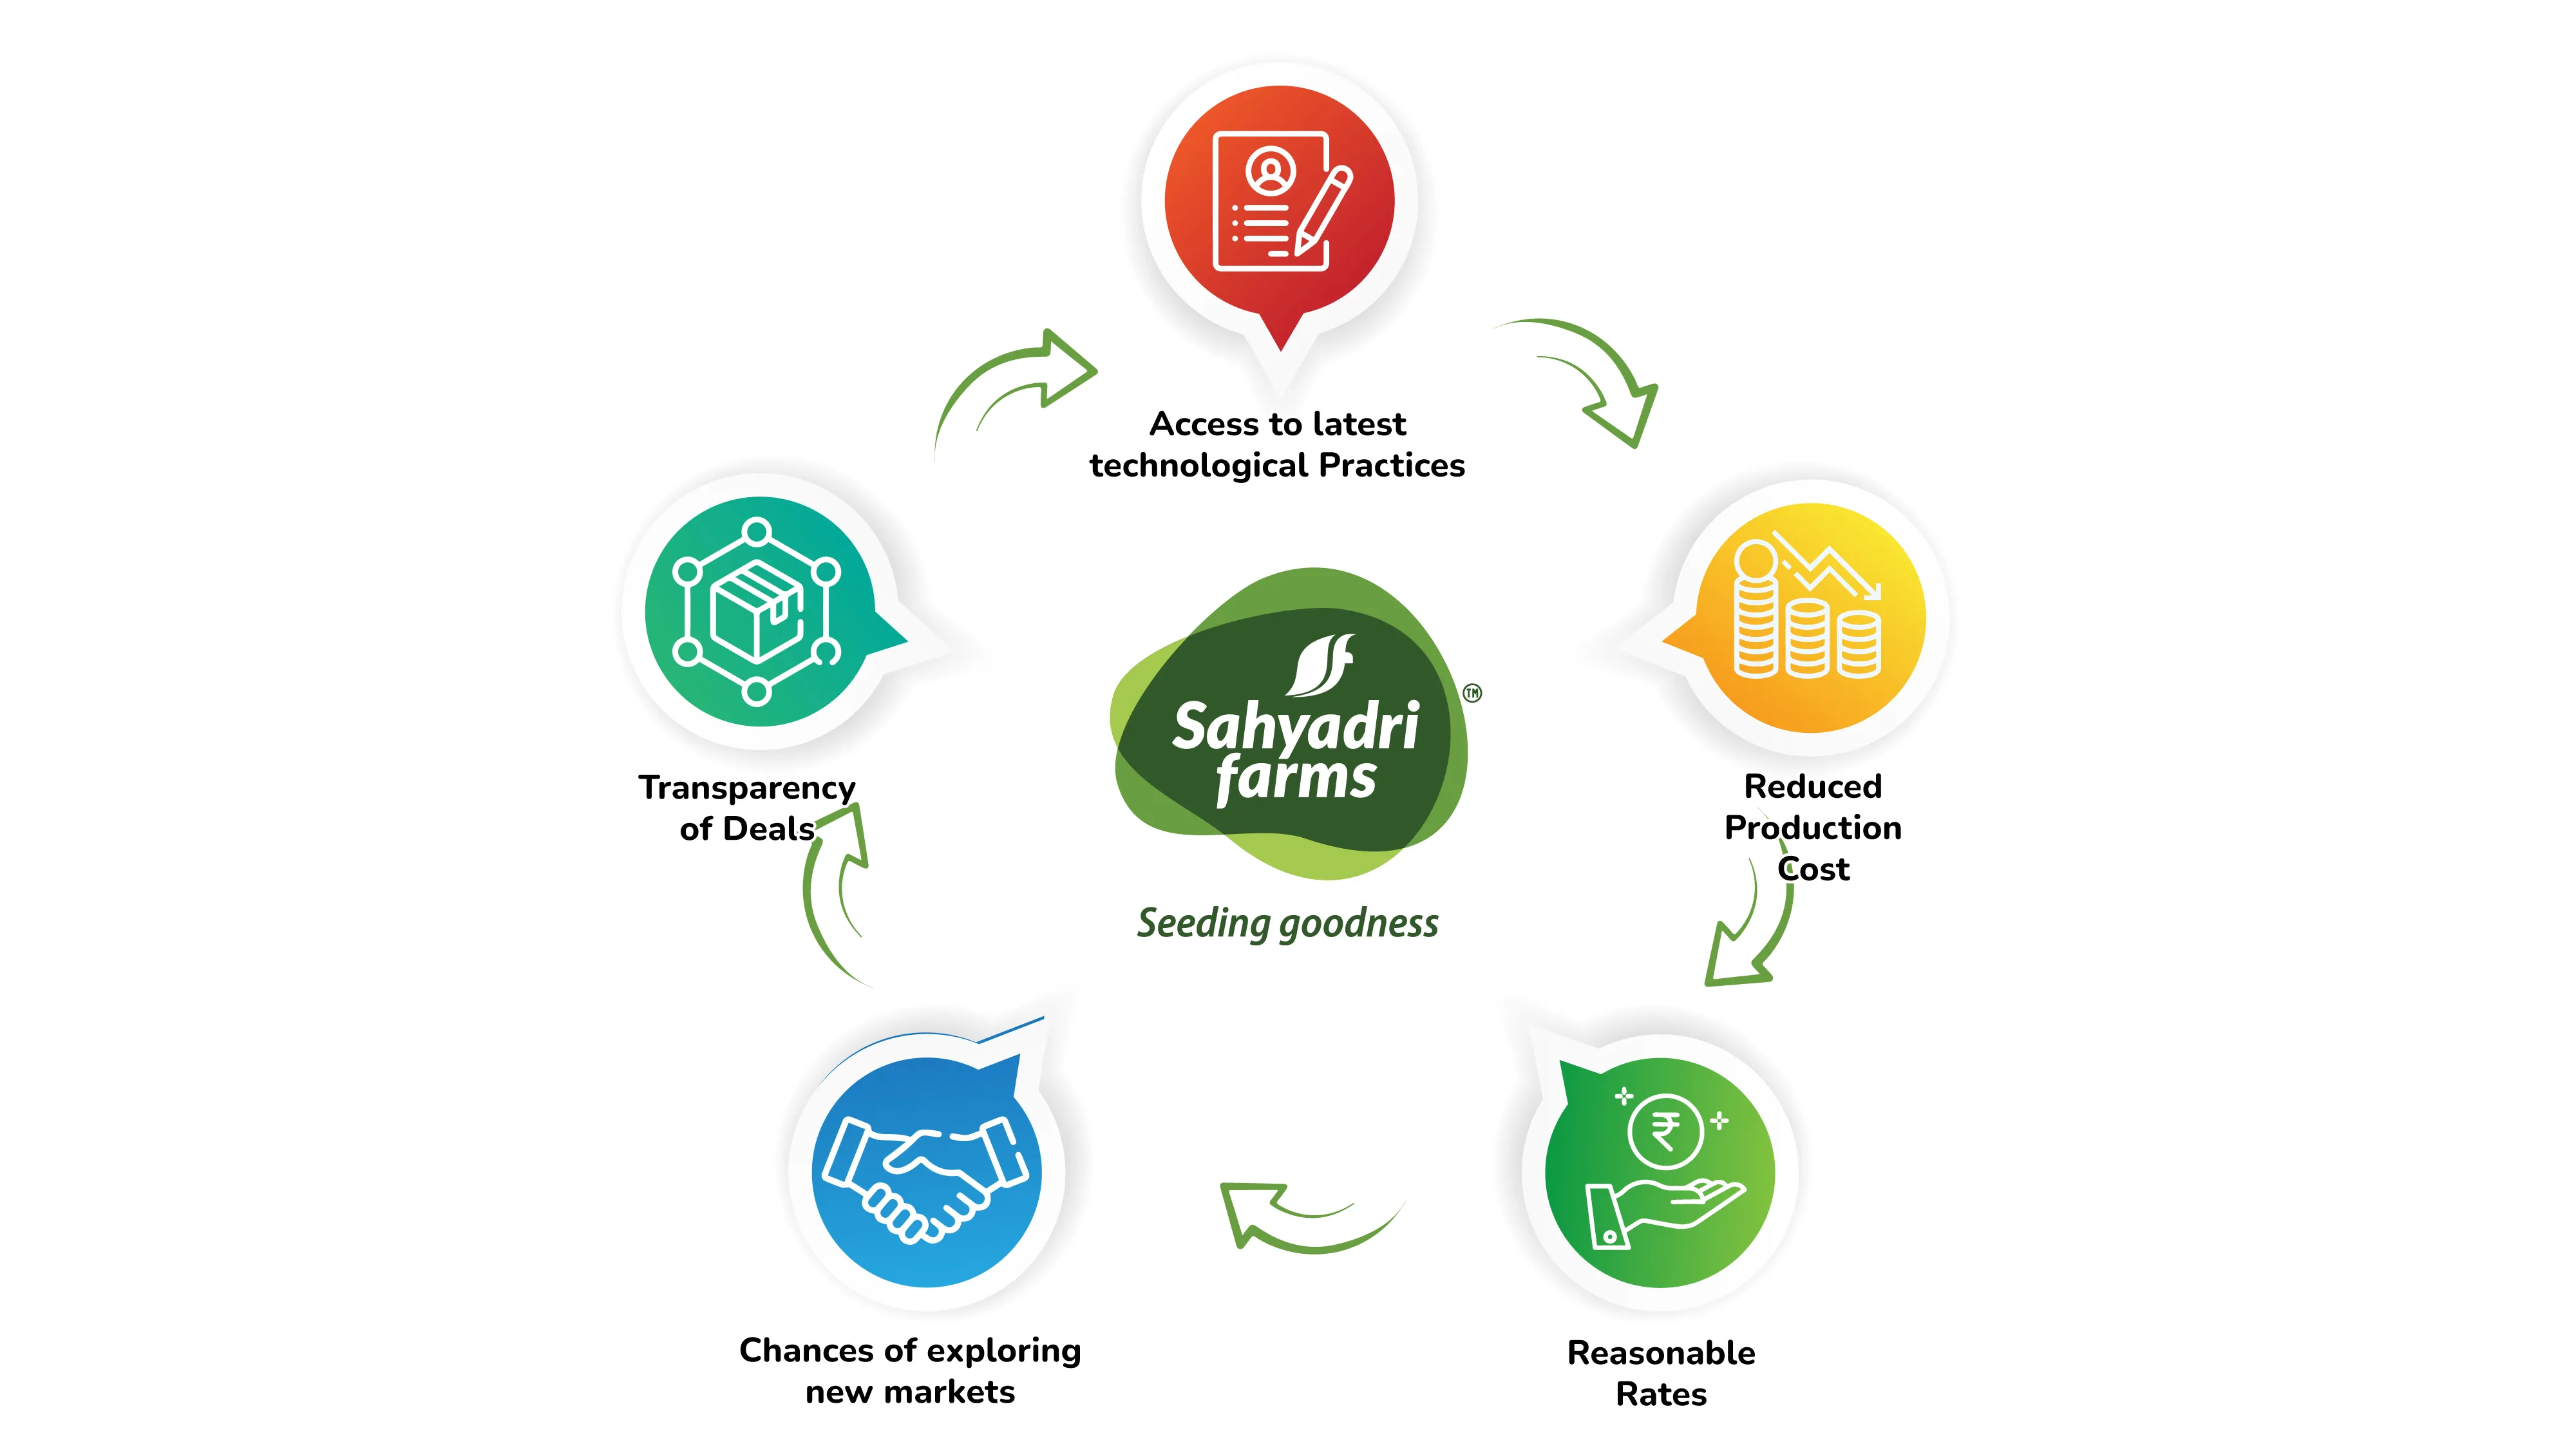 Access to latest
technological Practices
Reduced
Production
Cost
Reasonable
Rates
Chances of exploring
new markets
Transparency
of Deals
Sahyadri
farms
TM
Seeding goodness
₹